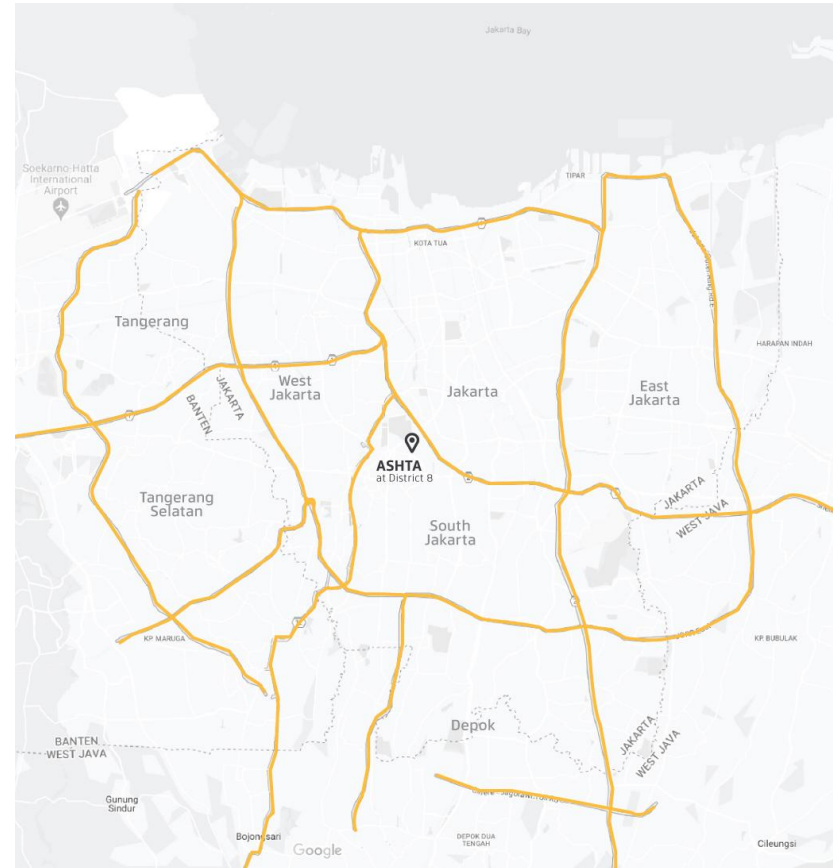 Jakarta Bay
Soekarno-Hatta
International
Airport
TIPAR
KOTA TUA
Tangerang
HARAPAN INDAH
West
Jakarta
JAKARTA
BANTEN
Jakarta
East
Jakarta
ASHTA
at District 8
Tangerang
Selatan
JAKARTA
WEST JAVA
South
Jakarta
KP. MARUGA
KP. BUBULAK
Depok
BANTEN
WEST JAVA
JAKARTA
WEST JAVA
Gunung
Sindur
Bojongsari
Google
DEPOK DUA
TENGAH
Cileungsi